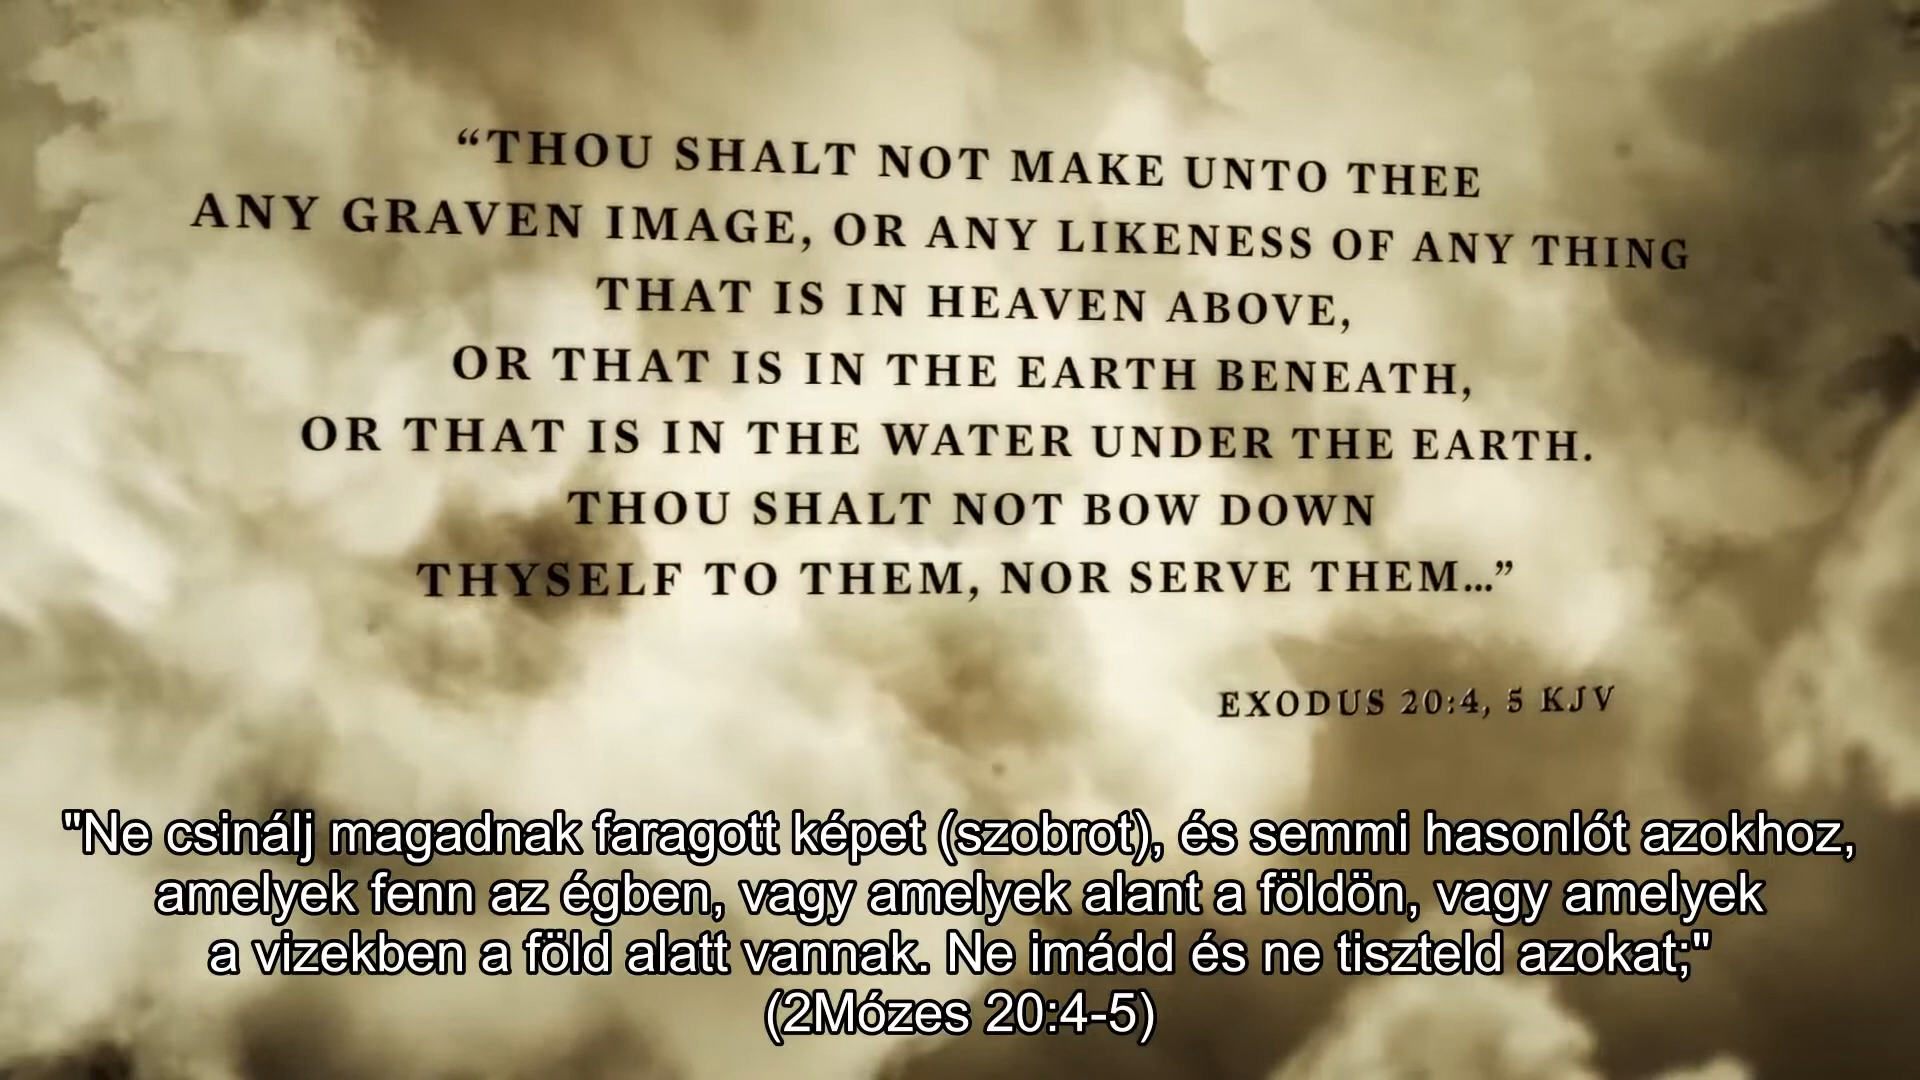 “THOU SHALT NOT MAKE UNTO THEE
ANY GRAVEN IMAGE, OR ANY LIKENESS OF ANY THING
THAT IS IN HEAVEN ABOVE,
OR THAT IS IN THE EARTH BENEATH,
OR THAT IS IN THE WATER UNDER THE EARTH.
THOU SHALT NOT BOW DOWN
THYSELF TO THEM, NOR SERVE THEM...”
EXODUS 20:4, 5 KJV
"Ne csinálj magadnak faragott képet (szobrot), és semmi hasonlót azokhoz,
amelyek fenn az égben, vagy amelyek alant a földön, vagy amelyek
a vizekben a föld alatt vannak. Ne imádd és ne tiszteld azokat;"
(2Mózes 20:4-5)